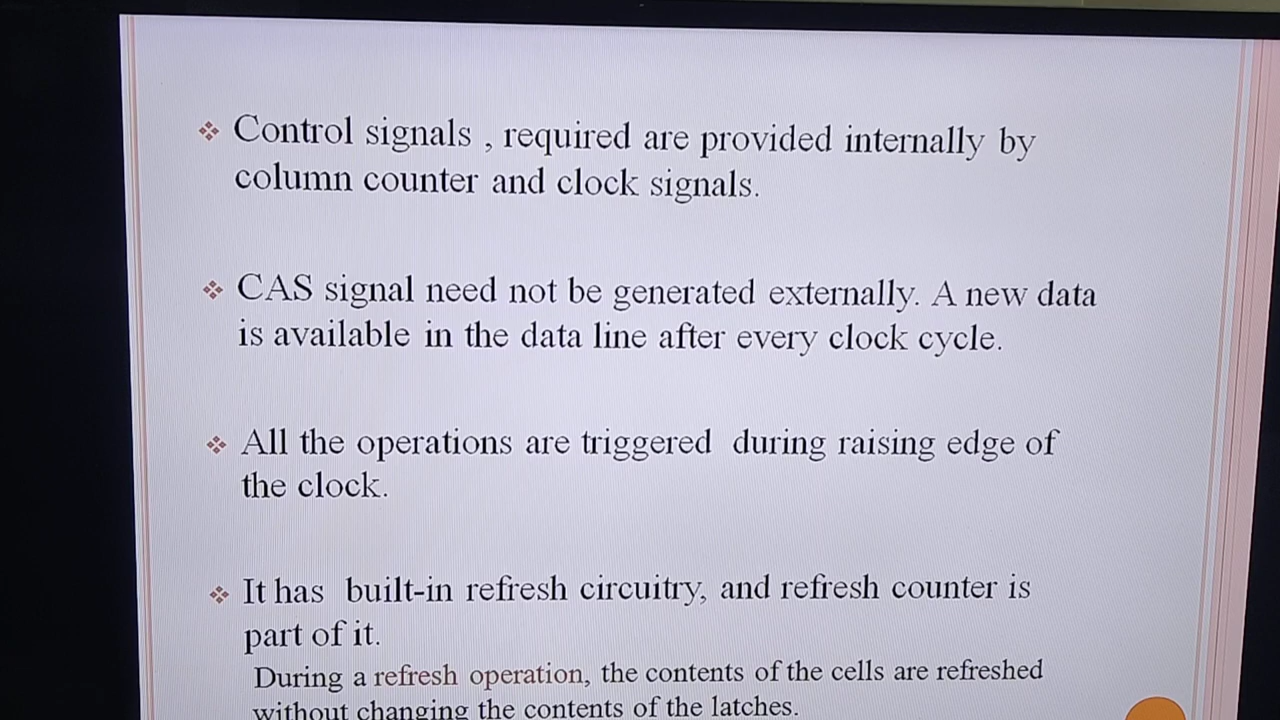 Control signals , required are provided internally by
column counter and clock signals.
CAS signal need not be generated externally. A new data
is available in the data line after every clock cycle.
All the operations are triggered during raising edge of
the clock.
It has built-in refresh circuitry, and refresh counter is
part of it.
During a refresh operation, the contents of the cells are refreshed
without changing the contents of the latches.